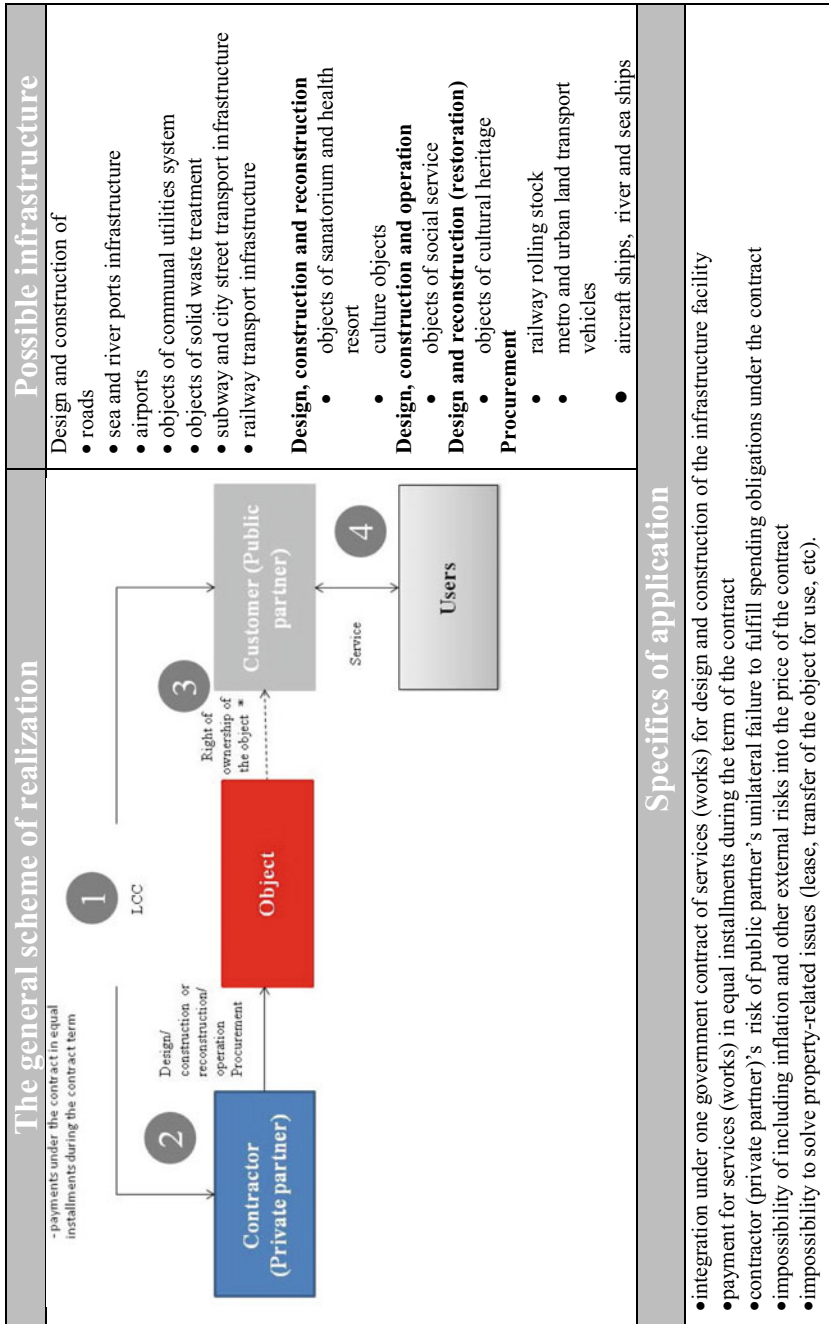 The general scheme of realization
Possible infrastructure
- payments under the contract in equal
installments during the contract term
1
LCC
2
Design/
construction or
reconstruction/
operation
Procurement
Contractor
(Private partner)
Object
3
Right of
ownership of
the object *
Customer (Public
partner)
Service
4
Users
Design and construction of
• roads
• sea and river ports infrastructure
• airports
• objects of communal utilities system
• objects of solid waste treatment
• subway and city street transport infrastructure
• railway transport infrastructure
Design, construction and reconstruction
• objects of sanatorium and health
resort
• culture objects
Design, construction and operation
• objects of social service
Design and reconstruction (restoration)
• objects of cultural heritage
Procurement
• railway rolling stock
• metro and urban land transport
vehicles
• aircraft ships, river and sea ships
Specifics of application
•integration under one government contract of services (works) for design and construction of the infrastructure facility
•payment for services (works) in equal installments during the term of the contract
•contractor (private partner)'s risk of public partner's unilateral failure to fulfill spending obligations under the contract
•impossibility of including inflation and other external risks into the price of the contract
•impossibility to solve property-related issues (lease, transfer of the object for use, etc).